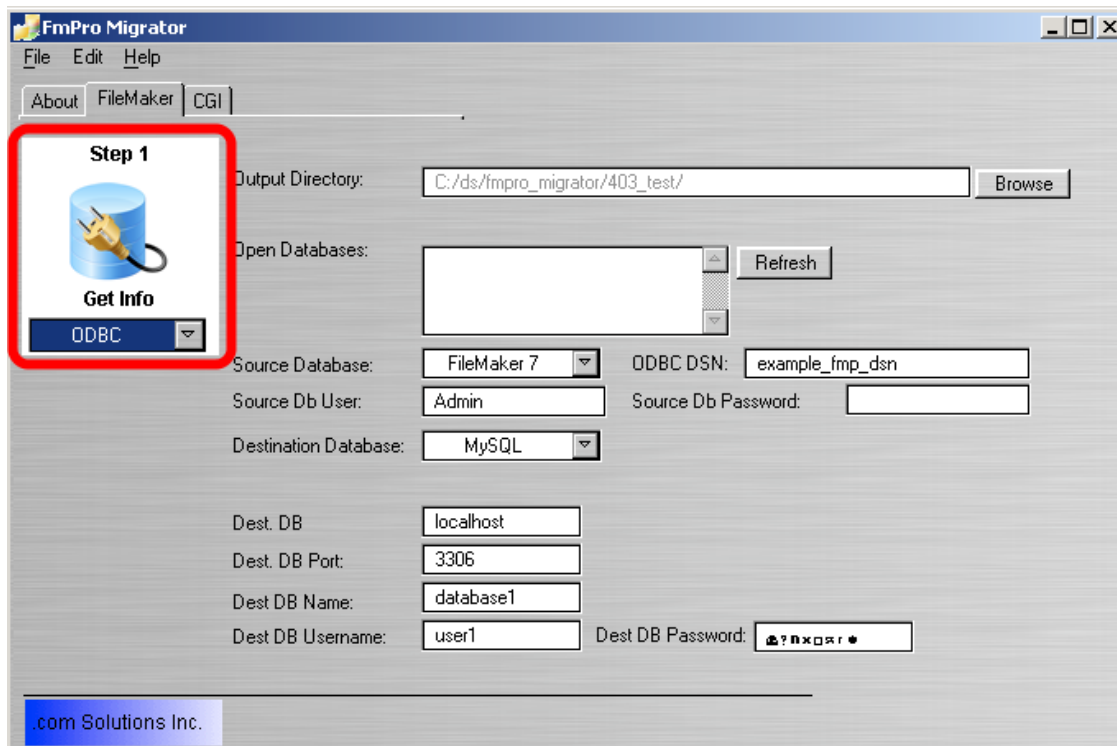 FmPro Migrator
File Edit Help
About FileMaker CGI
Step 1
Get Info
ODBC
Output Directory: C:/ds/fmpro_migrator/403_test/ Browse
Open Databases: Refresh
Source Database: FileMaker 7 ODBC DSN: example_fmp_dsn
Source Db User: Admin Source Db Password:
Destination Database: MySQL
Dest. DB localhost
Dest. DB Port: 3306
Dest DB Name: database1
Dest DB Username: user1 Dest DB Password:
.com Solutions Inc.